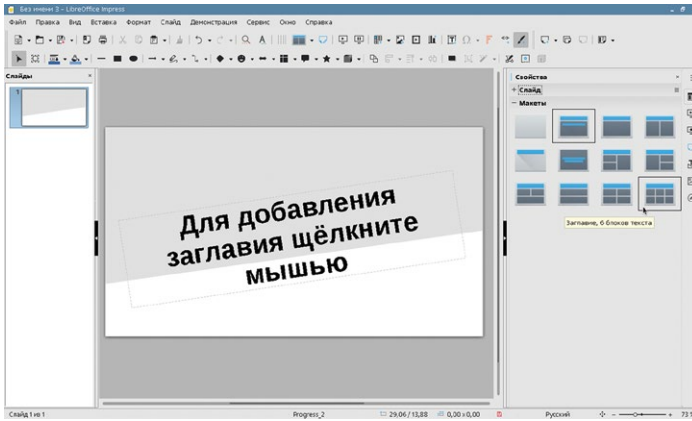 Без имени 3 - LibreOffice Impress
Файл Правка Вид Вставка Формат Слайд Демонстрация Сервис Окно Справка
Слайды
1
Для добавления
заглавия щёлкните
мышью
Свойства
Слайд
Макеты
Заглавие, 6 блоков текста
Слайд 1 из 1 Progress_2 29,06 / 13,88 0,00 x 0,00 Русский